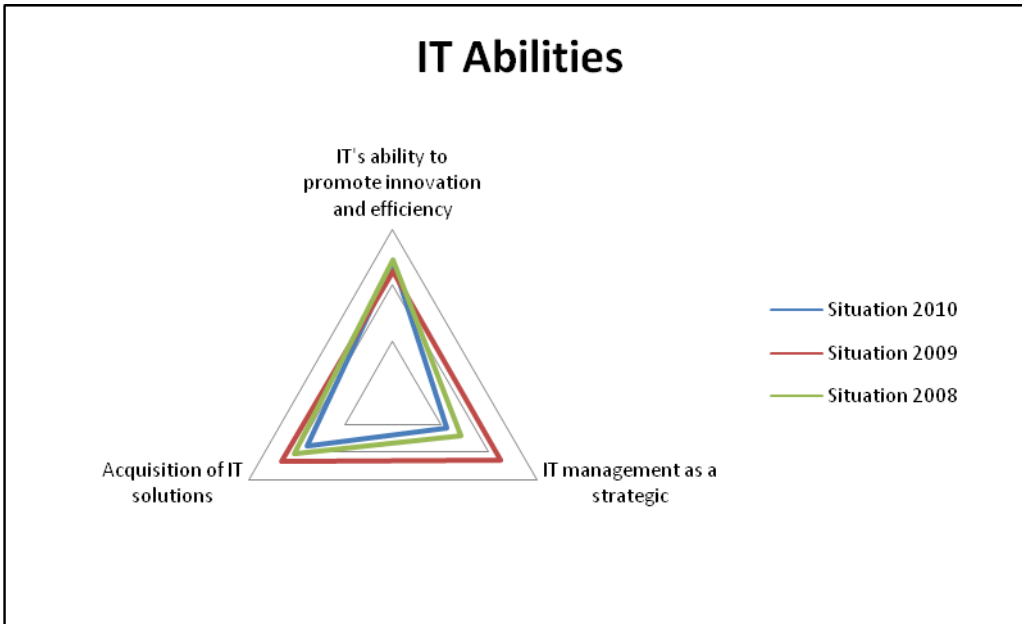 IT Abilities
IT's ability to
promote innovation
and efficiency
Situation 2010
Situation 2009
Situation 2008
Acquisition of IT
solutions
IT management as a
strategic